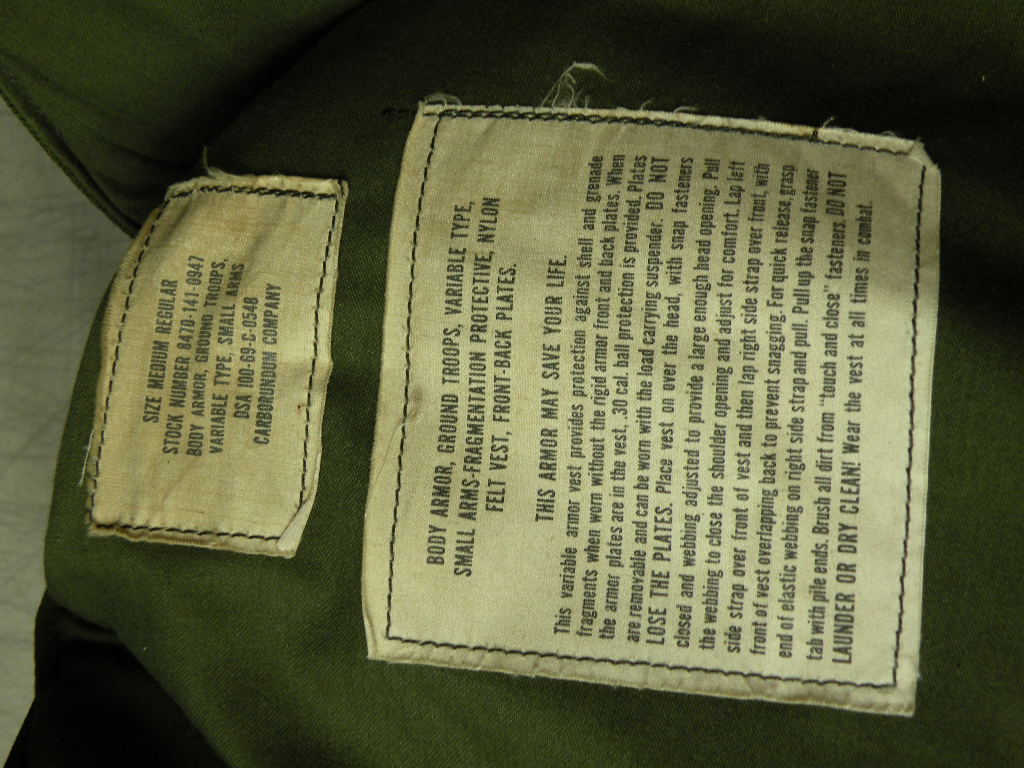 SIZE MEDIUM REGULAR
STOCK NUMBER 8470-141-0947
BODY ARMOR, GROUND TROOPS,
VARIABLE TYPE, SMALL ARMS
DSA 100-69-C-0548
CARBORUNDUM COMPANY
BODY ARMOR, GROUND TROOPS, VARIABLE TYPE,
SMALL ARMS-FRAGMENTATION PROTECTIVE, NYLON
FELT VEST, FRONT-BACK PLATES.
THIS ARMOR MAY SAVE YOUR LIFE.
This variable armor vest provides protection against shell and grenade
fragments when worn without the rigid armor front and back plates. When
the armor plates are in the vest, .30 cal. ball protection is provided. Plates
are removable and can be worn with the load carrying suspender. DO NOT
LOSE THE PLATES. Place vest on over the head, with snap fasteners
closed and webbing adjusted to provide a large enough head opening. Pull
the webbing to close the shoulder opening and adjust for comfort. Lap left
side strap over front of vest and then lap right side strap over front, with
front of vest overlapping back to prevent snagging. For quick release, grasp
end of elastic webbing on right side strap and pull. Pull up the snap fastener
tab with pile ends. Brush all dirt from "touch and close" fasteners. DO NOT
LAUNDER OR DRY CLEAN! Wear the vest at all times in combat.